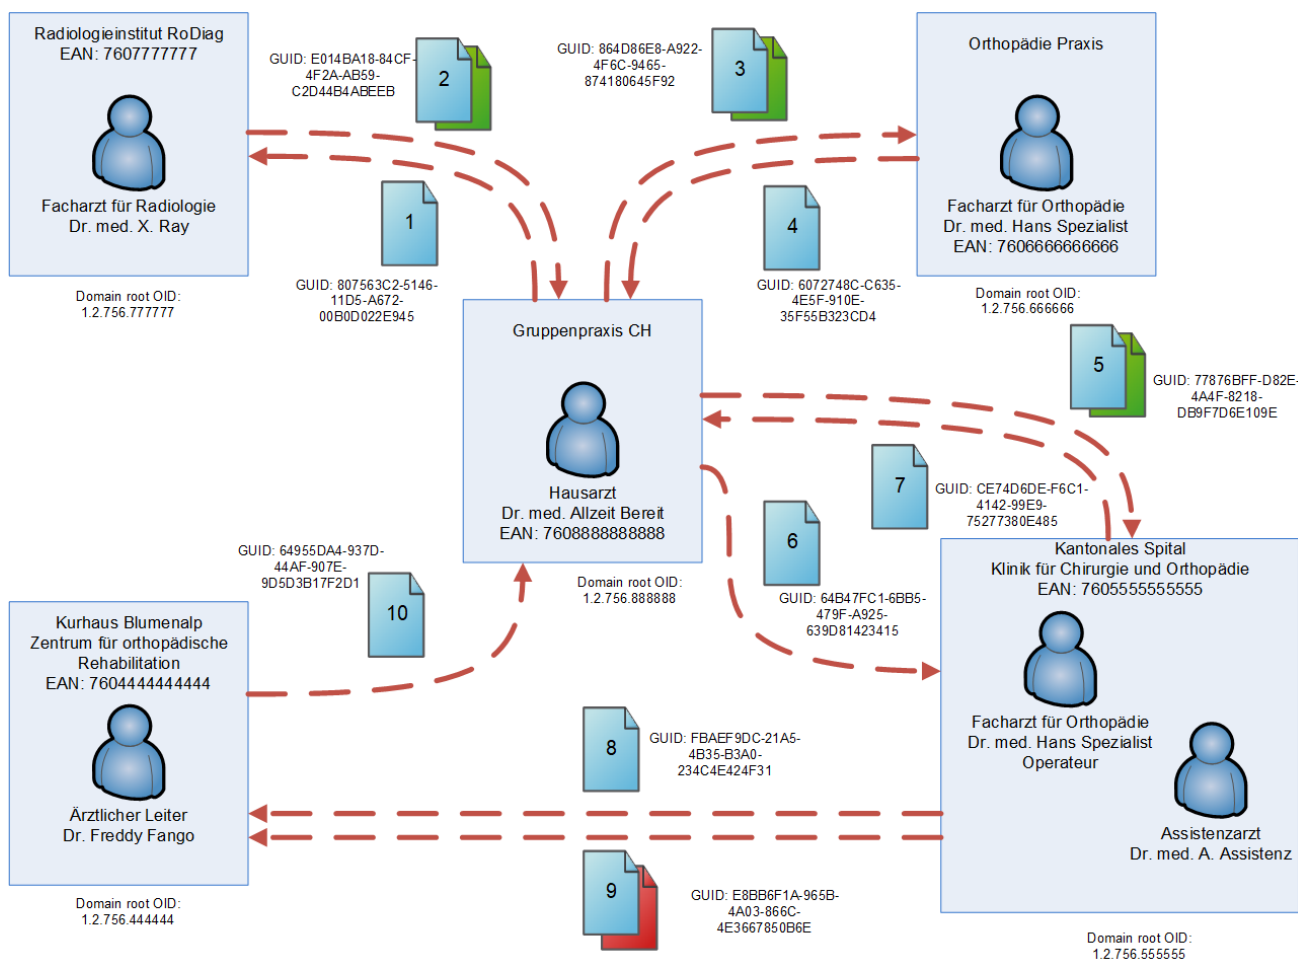 Radiologieinstitut RoDiag
EAN: 7607777777
Facharzt für Radiologie
Dr. med. X. Ray
Domain root OID:
1.2.756.777777
GUID: E014BA18-84CF-
4F2A-AB59-
C2D44B4ABEEB
2
1
GUID: 807563C2-5146-
11D5-A672-
00B0D022E945
GUID: 864D86E8-A922-
4F6C-9465-
874180645F92
3
4
GUID: 6072748C-C635-
4E5F-910E-
35F55B323CD4
Orthopädie Praxis
Facharzt für Orthopädie
Dr. med. Hans Spezialist
EAN: 7606666666666
Domain root OID:
1.2.756.666666
5
GUID: 77876BFF-D82E-
4A4F-8218-
DB9F7D6E109E
Gruppenpraxis CH
Hausarzt
Dr. med. Allzeit Bereit
EAN: 7608888888888
Domain root OID:
1.2.756.888888
7
GUID: CE74D6DE-F6C1-
4142-99E9-
75277380E485
6
GUID: 64B47FC1-6BB5-
479F-A925-
639D81423415
GUID: 64955DA4-937D-
44AF-907E-
9D5D3B17F2D1
10
Kurhaus Blumenalp
Zentrum für orthopädische
Rehabilitation
EAN: 7604444444444
Ärztlicher Leiter
Dr. Freddy Fango
Domain root OID:
1.2.756.444444
8
GUID: FBAEF9DC-21A5-
4B35-B3A0-
234C4E424F31
9
GUID: E8BB6F1A-965B-
4A03-866C-
4E3667850B6E
Kantonales Spital
Klinik für Chirurgie und Orthopädie
EAN: 7605555555555
Facharzt für Orthopädie
Dr. med. Hans Spezialist
Operateur
Assistenzarzt
Dr. med. A. Assistenz
Domain root OID:
1.2.756.555555